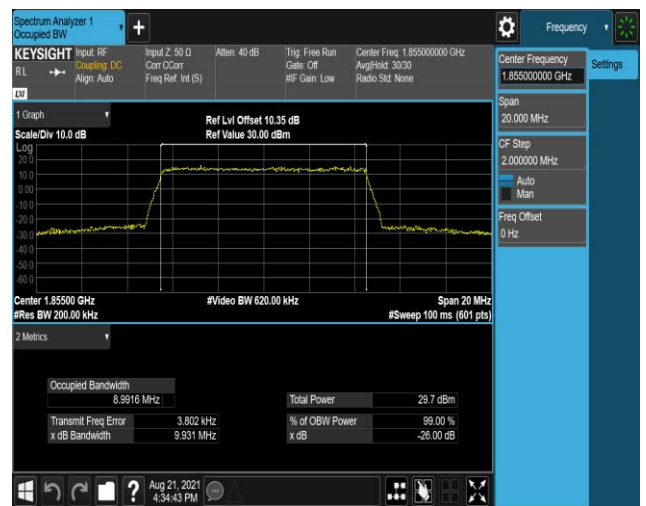 Spectrum Analyzer 1
Occupied BW
+
Frequency
KEYSIGHT
RL
LXI
Input: RF
Coupling: DC
Align: Auto
Input Z: 50 Ω
Corr CCorr
Freq Ref: Int (S)
Atten: 40 dB
Trig: Free Run
Gate: Off
#IF Gain: Low
Center Freq: 1.855000000 GHz
Avg|Hold: 30/30
Radio Std: None
Center Frequency
1.855000000 GHz
Settings
Span
20.000 MHz
CF Step
2.000000 MHz
Auto
Man
Freq Offset
0 Hz
1 Graph
Scale/Div 10.0 dB
Ref Lvl Offset 10.35 dB
Ref Value 30.00 dBm
Log
20.0
10.0
0.00
-10.0
-20.0
-30.0
-40.0
-50.0
-60.0
Center 1.85500 GHz
#Video BW 620.00 kHz
Span 20 MHz
#Res BW 200.00 kHz
#Sweep 100 ms (601 pts)
2 Metrics
Occupied Bandwidth
8.9916 MHz
Total Power 29.7 dBm
Transmit Freq Error 3.802 kHz
% of OBW Power 99.00 %
x dB Bandwidth 9.931 MHz
x dB -26.00 dB
?
Aug 21, 2021
4:34:43 PM